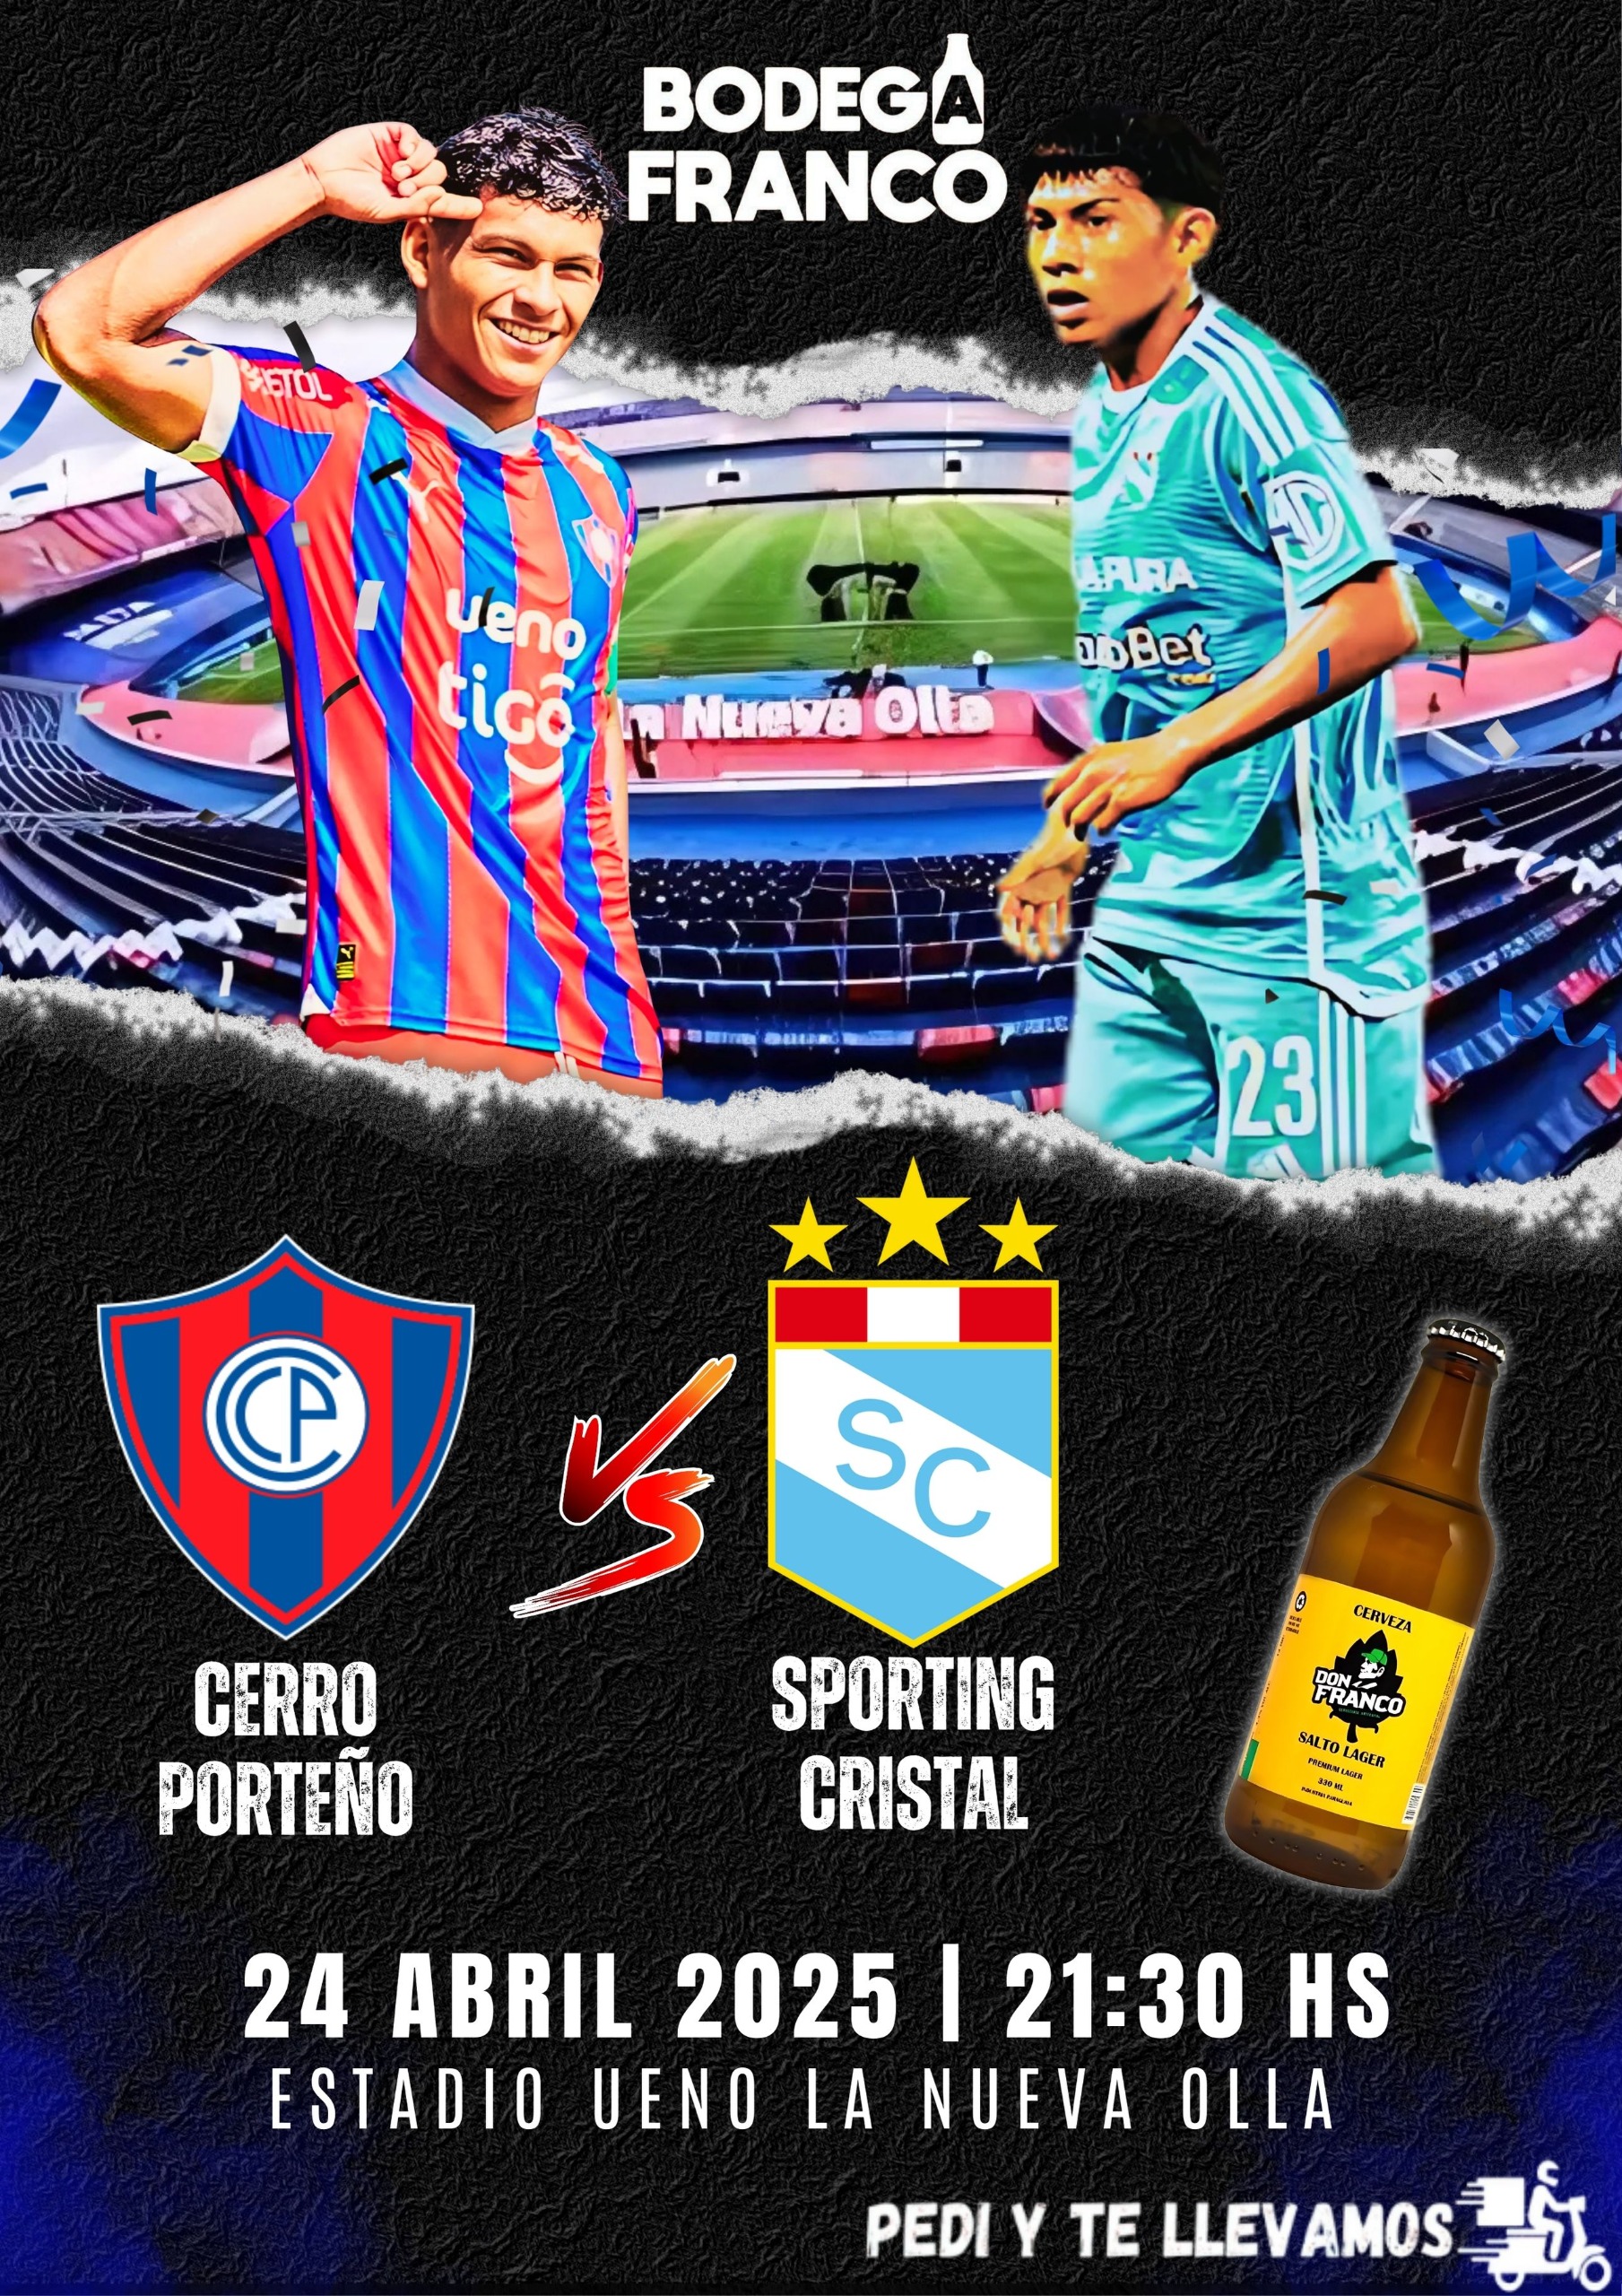 BODEGA
FRANCO
ueno
tigo
La Nueva Olla
23
CERRO
PORTEÑO
VS
SC
SPORTING
CRISTAL
CERVEZA
DON
FRANCO
SALTO LAGER
PREMIUM LAGER
330 ML
24 ABRIL 2025 | 21:30 HS
ESTADIO UENO LA NUEVA OLLA
PEDI Y TE LLEVAMOS